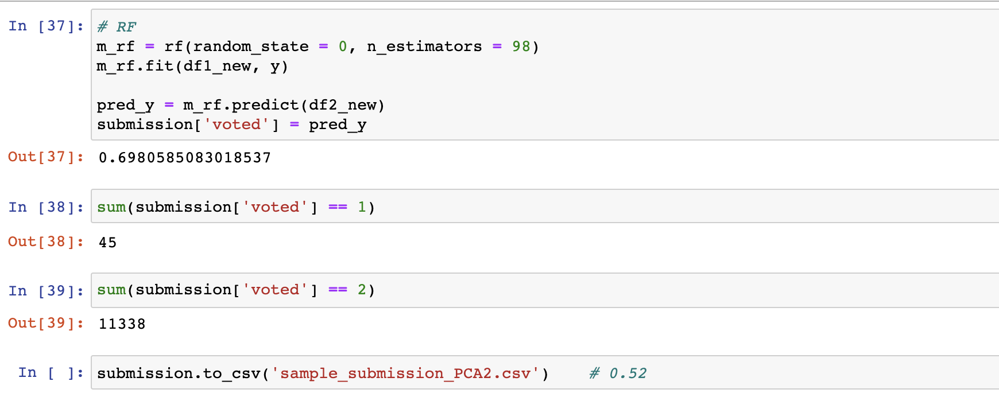 In [37]: # RF
m_rf = rf(random_state = 0, n_estimators = 98)
m_rf.fit(df1_new, y)
pred_y = m_rf.predict(df2_new)
submission['voted'] = pred_y
Out[37]: 0.6980585083018537
In [38]: sum(submission['voted'] == 1)
Out[38]: 45
In [39]: sum(submission['voted'] == 2)
Out[39]: 11338
In [ ]: submission.to_csv('sample_submission_PCA2.csv')    # 0.52